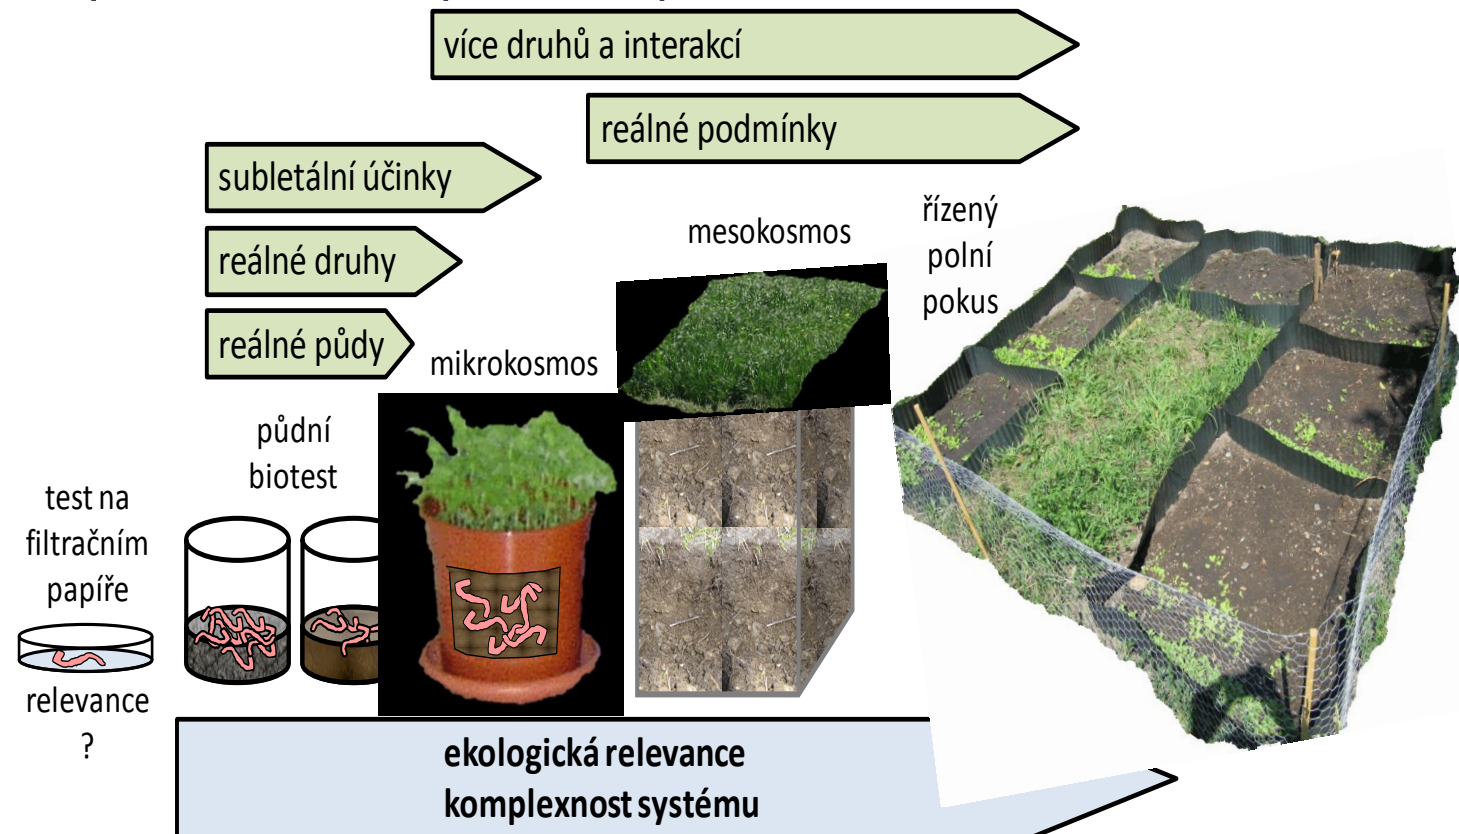 více druhů a interakcí
reálné podmínky
subletální účinky
reálné druhy
reálné půdy
mesokosmos
řízený
polní
pokus
mikrokosmos
půdní
biotest
test na
filtračním
papíře
relevance
?
ekologická relevance
komplexnost systému